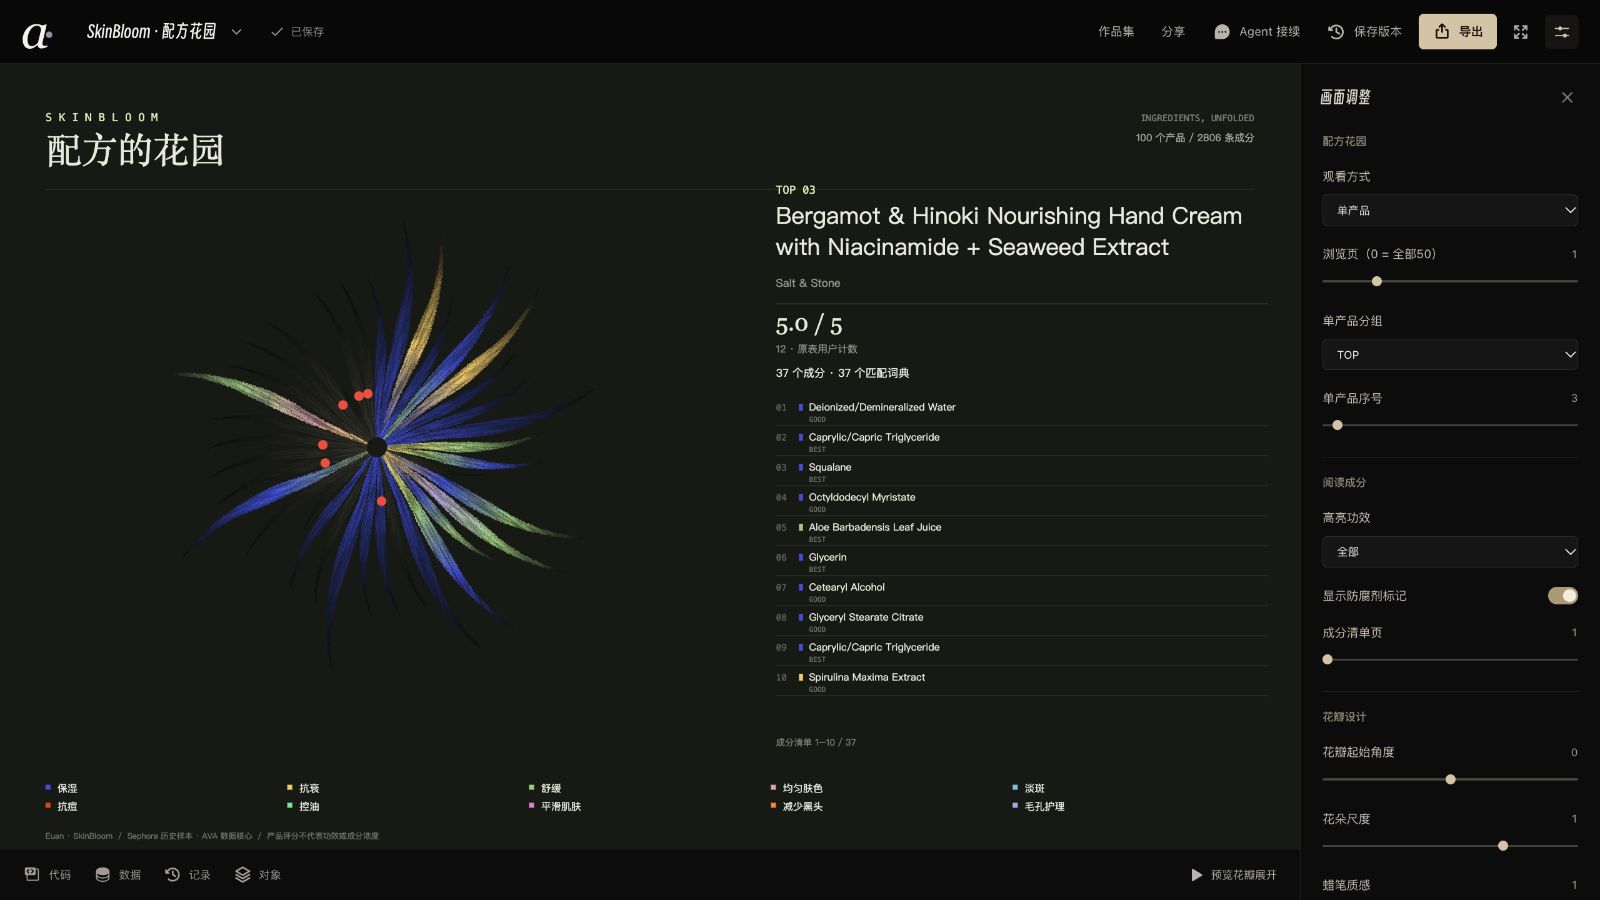 a
SkinBloom · 配方花园
已保存
作品集
分享
Agent 接续
保存版本
导出
SKINBLOOM
配方的花园
INGREDIENTS, UNFOLDED
100 个产品 / 2806 条成分
TOP 03
Bergamot & Hinoki Nourishing Hand Cream
with Niacinamide + Seaweed Extract
Salt & Stone
5.0 / 5
12 · 原表用户计数
37 个成分 · 37 个匹配词典
01 Deionized/Demineralized Water
GOOD
02 Caprylic/Capric Triglyceride
BEST
03 Squalane
BEST
04 Octyldodecyl Myristate
GOOD
05 Aloe Barbadensis Leaf Juice
BEST
06 Glycerin
BEST
07 Cetearyl Alcohol
GOOD
08 Glyceryl Stearate Citrate
GOOD
09 Caprylic/Capric Triglyceride
BEST
10 Spirulina Maxima Extract
GOOD
成分清单 1—10 / 37
保湿
抗衰
舒缓
均匀肤色
淡斑
抗痘
控油
平滑肌肤
减少黑头
毛孔护理
Euan · SkinBloom / Sephora 历史样本 · AVA 数据核心 / 产品评分不代表功效或成分浓度
代码
数据
记录
对象
预览花瓣展开
画面调整
配方花园
观看方式
单产品
浏览页（0 = 全部50） 1
单产品分组
TOP
单产品序号 3
阅读成分
高亮功效
全部
显示防腐剂标记
成分清单页 1
花瓣设计
花瓣起始角度 0
花朵尺度 1
蜡笔质感 1